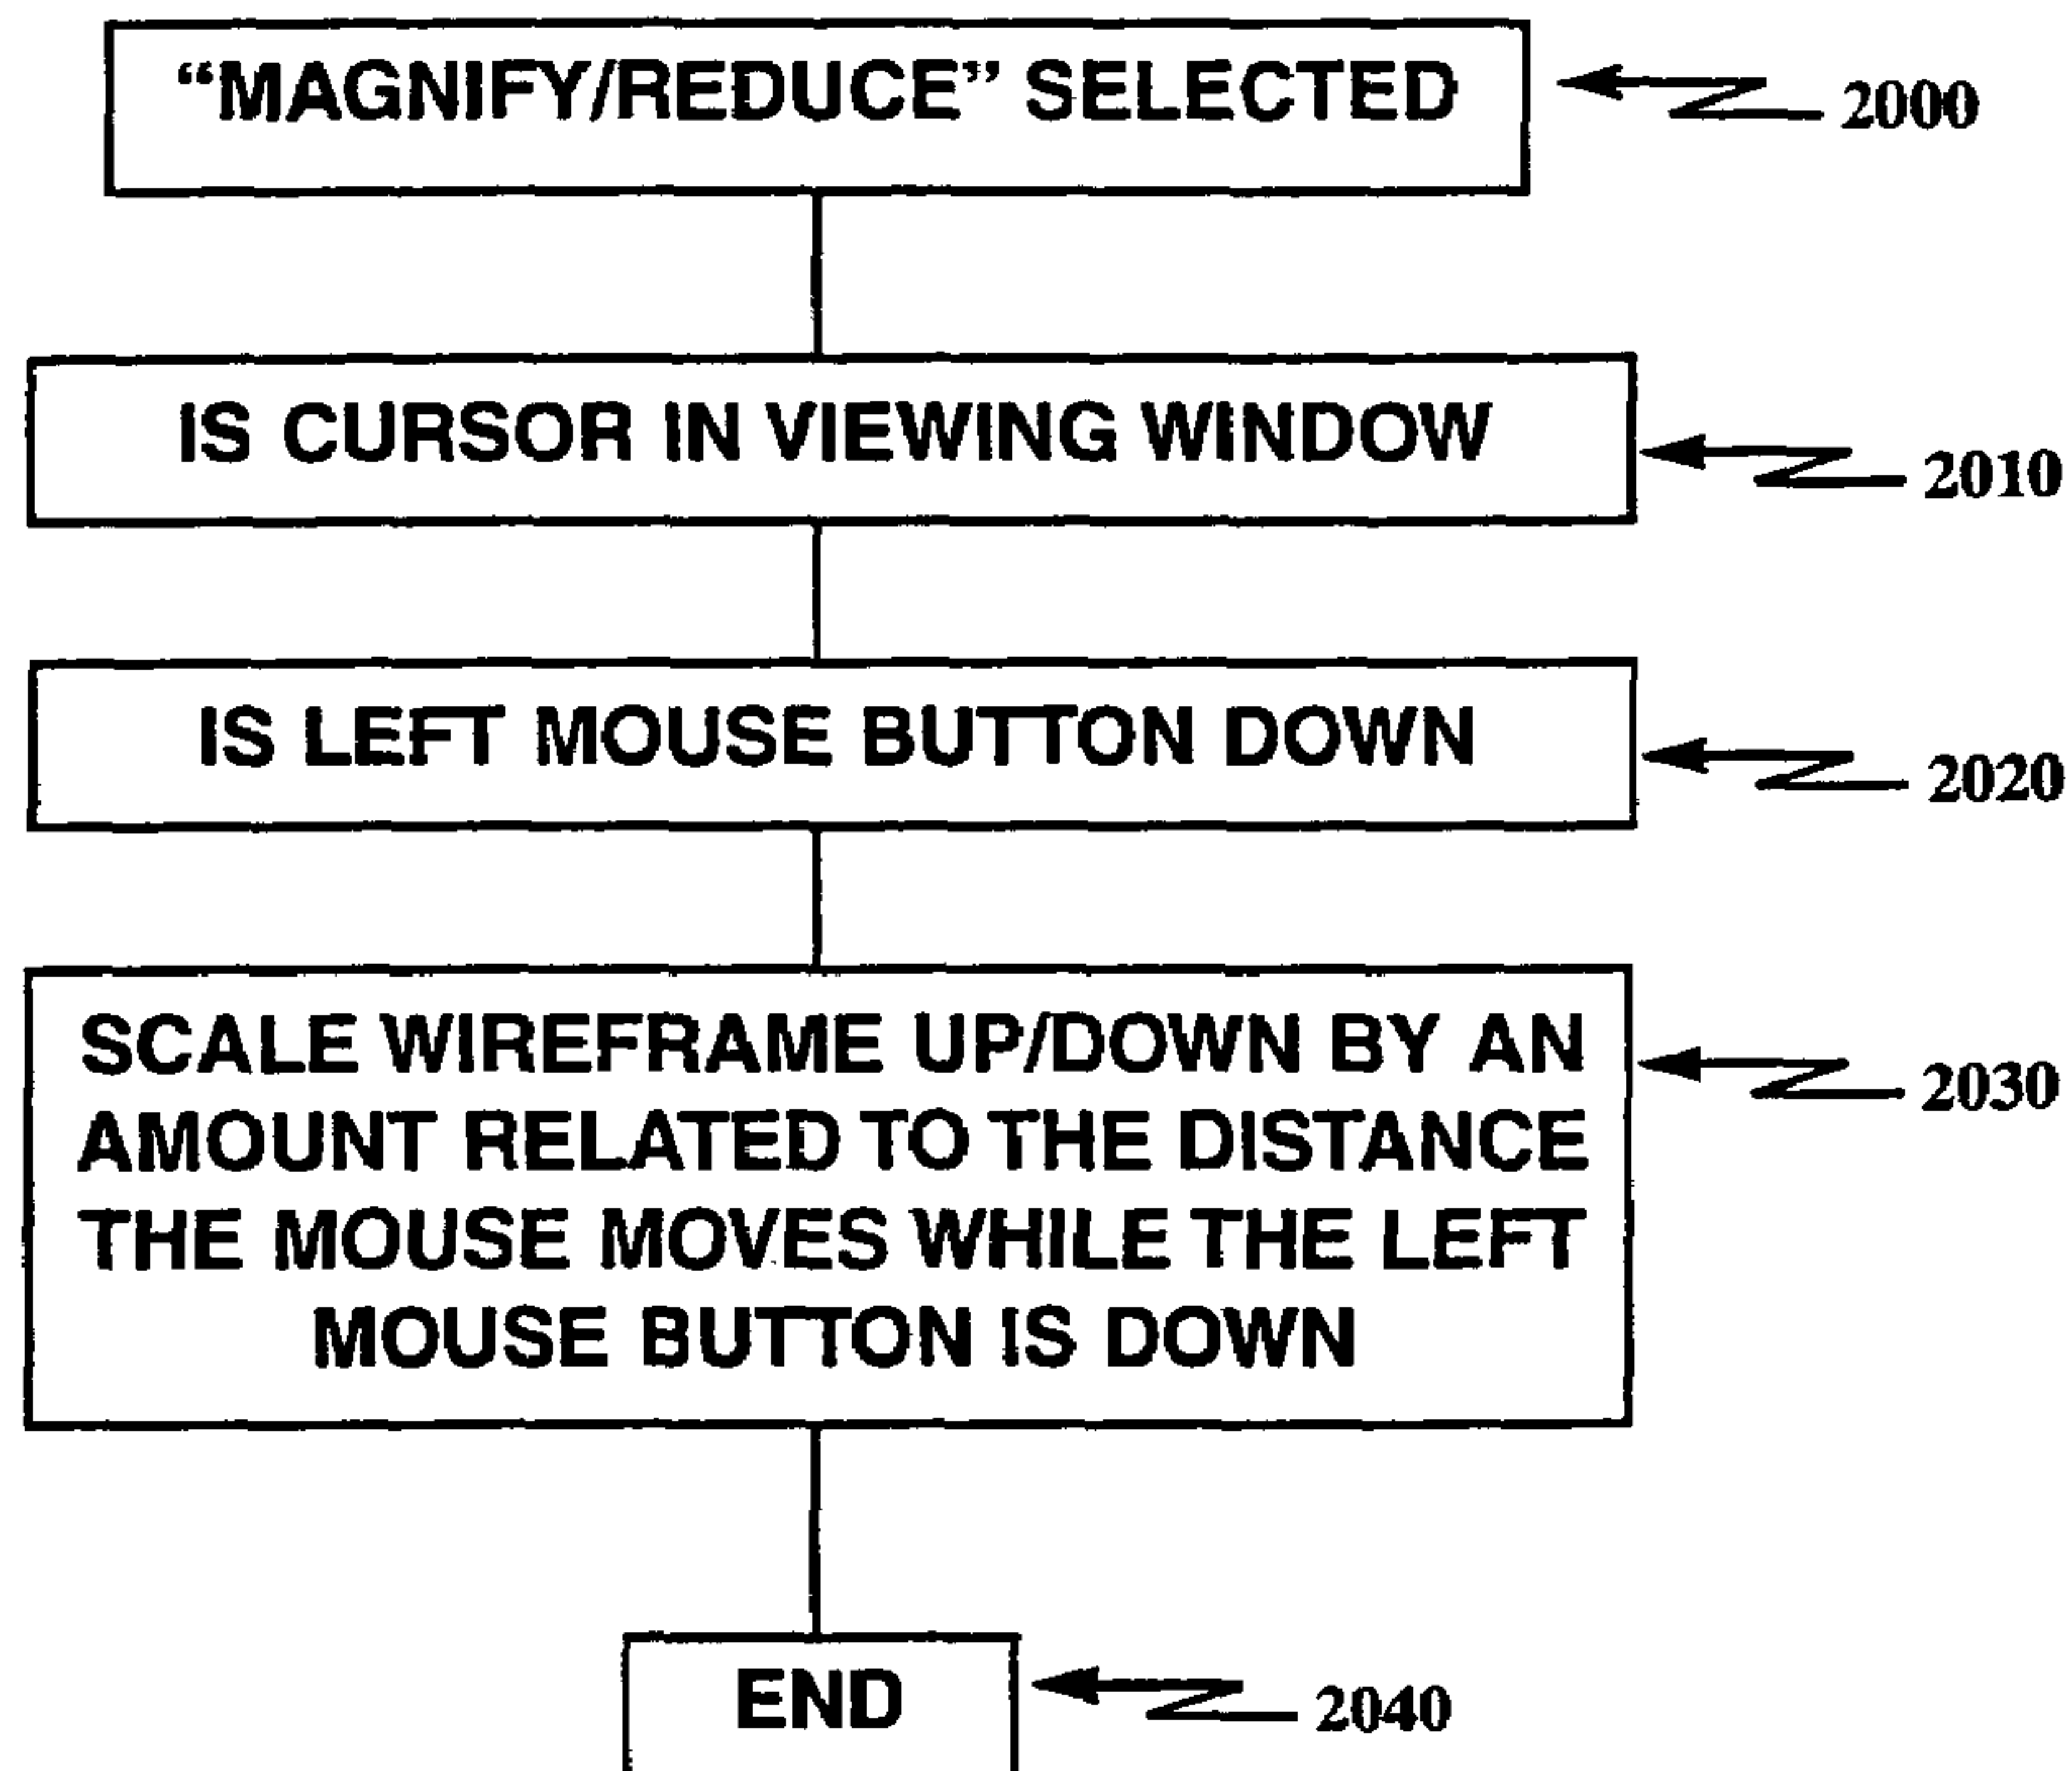 “MAGNIFY/REDUCE” SELECTED
2000
IS CURSOR IN VIEWING WINDOW
2010
IS LEFT MOUSE BUTTON DOWN
2020
SCALE WIREFRAME UP/DOWN BY AN
AMOUNT RELATED TO THE DISTANCE
THE MOUSE MOVES WHILE THE LEFT
MOUSE BUTTON IS DOWN
2030
END
2040